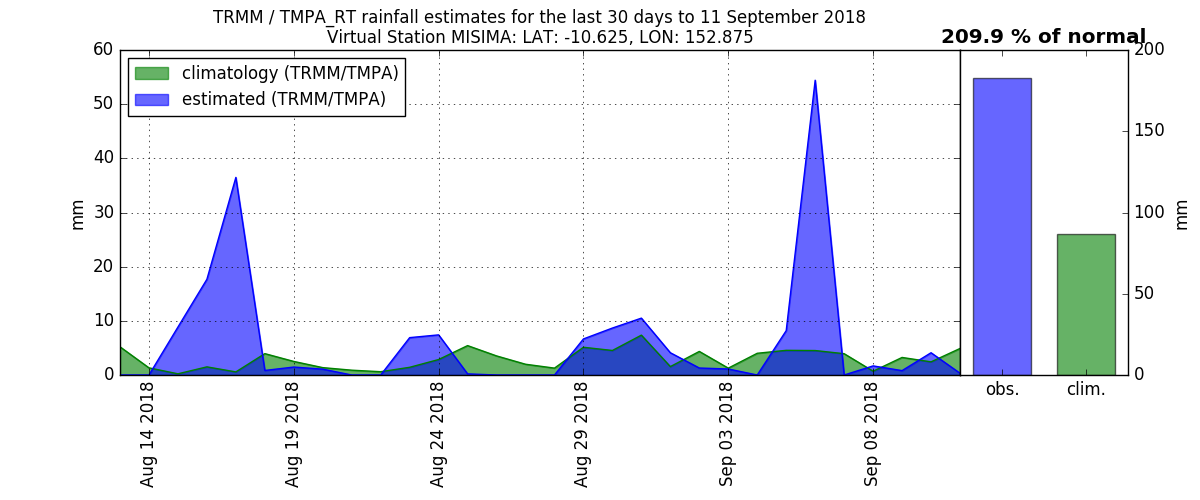 TRMM / TMPA_RT rainfall estimates for the last 30 days to 11 September 2018
Virtual Station MISIMA: LAT: -10.625, LON: 152.875
209.9 % of normal
climatology (TRMM/TMPA)
estimated (TRMM/TMPA)
60
50
40
30
20
10
0
mm
Aug 14 2018
Aug 19 2018
Aug 24 2018
Aug 29 2018
Sep 03 2018
Sep 08 2018
200
150
100
50
0
mm
obs.
clim.